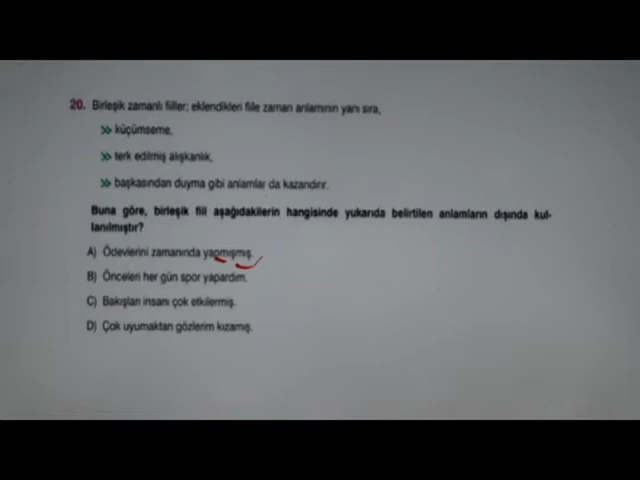 20. Birleşik zamanlı fiiller; eklendikleri fiile zaman anlamının yanı sıra,
>> küçümseme,
>> terk edilmiş alışkanlık,
>> başkasından duyma gibi anlamlar da kazandırır.
Buna göre, birleşik fiil aşağıdakilerin hangisinde yukarıda belirtilen anlamların dışında kul-
lanılmıştır?
A) Ödevlerini zamanında yapmışmış.
B) Önceleri her gün spor yapardım.
C) Bakışları insanı çok etkilermiş.
D) Çok uyumaktan gözlerim kızarmış.